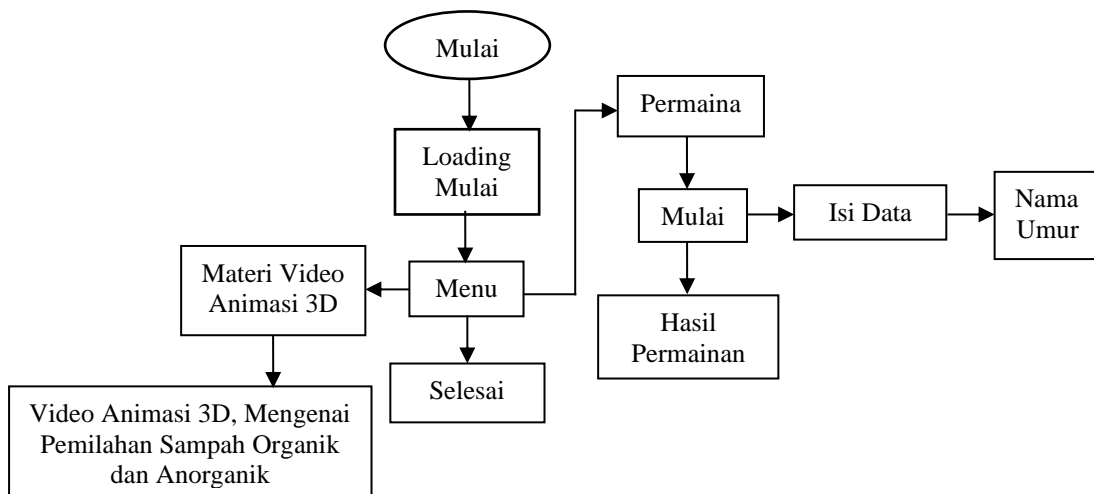 Mulai
Loading
Mulai
Menu
Materi Video
Animasi 3D
Video Animasi 3D, Mengenai
Pemilahan Sampah Organik
dan Anorganik
Selesai
Permaina
Mulai
Isi Data
Nama
Umur
Hasil
Permainan